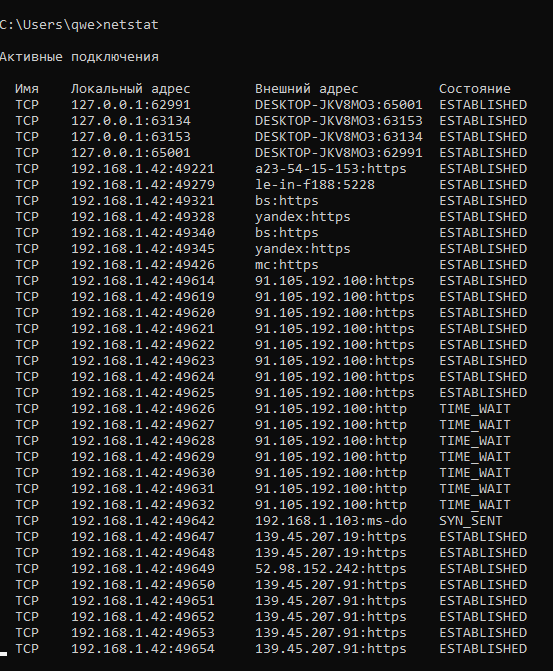 C:\Users\qwe>netstat
Активные подключения
Имя Локальный адрес Внешний адрес Состояние
TCP 127.0.0.1:62991 DESKTOP-JKV8MO3:65001 ESTABLISHED
TCP 127.0.0.1:63134 DESKTOP-JKV8MO3:63153 ESTABLISHED
TCP 127.0.0.1:63153 DESKTOP-JKV8MO3:63134 ESTABLISHED
TCP 127.0.0.1:65001 DESKTOP-JKV8MO3:62991 ESTABLISHED
TCP 192.168.1.42:49221 a23-54-15-153:https ESTABLISHED
TCP 192.168.1.42:49279 le-in-f188:5228 ESTABLISHED
TCP 192.168.1.42:49321 bs:https ESTABLISHED
TCP 192.168.1.42:49328 yandex:https ESTABLISHED
TCP 192.168.1.42:49340 bs:https ESTABLISHED
TCP 192.168.1.42:49345 yandex:https ESTABLISHED
TCP 192.168.1.42:49426 mc:https ESTABLISHED
TCP 192.168.1.42:49614 91.105.192.100:https ESTABLISHED
TCP 192.168.1.42:49619 91.105.192.100:https ESTABLISHED
TCP 192.168.1.42:49620 91.105.192.100:https ESTABLISHED
TCP 192.168.1.42:49621 91.105.192.100:https ESTABLISHED
TCP 192.168.1.42:49622 91.105.192.100:https ESTABLISHED
TCP 192.168.1.42:49623 91.105.192.100:https ESTABLISHED
TCP 192.168.1.42:49624 91.105.192.100:https ESTABLISHED
TCP 192.168.1.42:49625 91.105.192.100:https ESTABLISHED
TCP 192.168.1.42:49626 91.105.192.100:http TIME_WAIT
TCP 192.168.1.42:49627 91.105.192.100:http TIME_WAIT
TCP 192.168.1.42:49628 91.105.192.100:http TIME_WAIT
TCP 192.168.1.42:49629 91.105.192.100:http TIME_WAIT
TCP 192.168.1.42:49630 91.105.192.100:http TIME_WAIT
TCP 192.168.1.42:49631 91.105.192.100:http TIME_WAIT
TCP 192.168.1.42:49632 91.105.192.100:http TIME_WAIT
TCP 192.168.1.42:49642 192.168.1.103:ms-do SYN_SENT
TCP 192.168.1.42:49647 139.45.207.19:https ESTABLISHED
TCP 192.168.1.42:49648 139.45.207.19:https ESTABLISHED
TCP 192.168.1.42:49649 52.98.152.242:https ESTABLISHED
TCP 192.168.1.42:49650 139.45.207.91:https ESTABLISHED
TCP 192.168.1.42:49651 139.45.207.91:https ESTABLISHED
TCP 192.168.1.42:49652 139.45.207.91:https ESTABLISHED
TCP 192.168.1.42:49653 139.45.207.91:https ESTABLISHED
TCP 192.168.1.42:49654 139.45.207.91:https ESTABLISHED